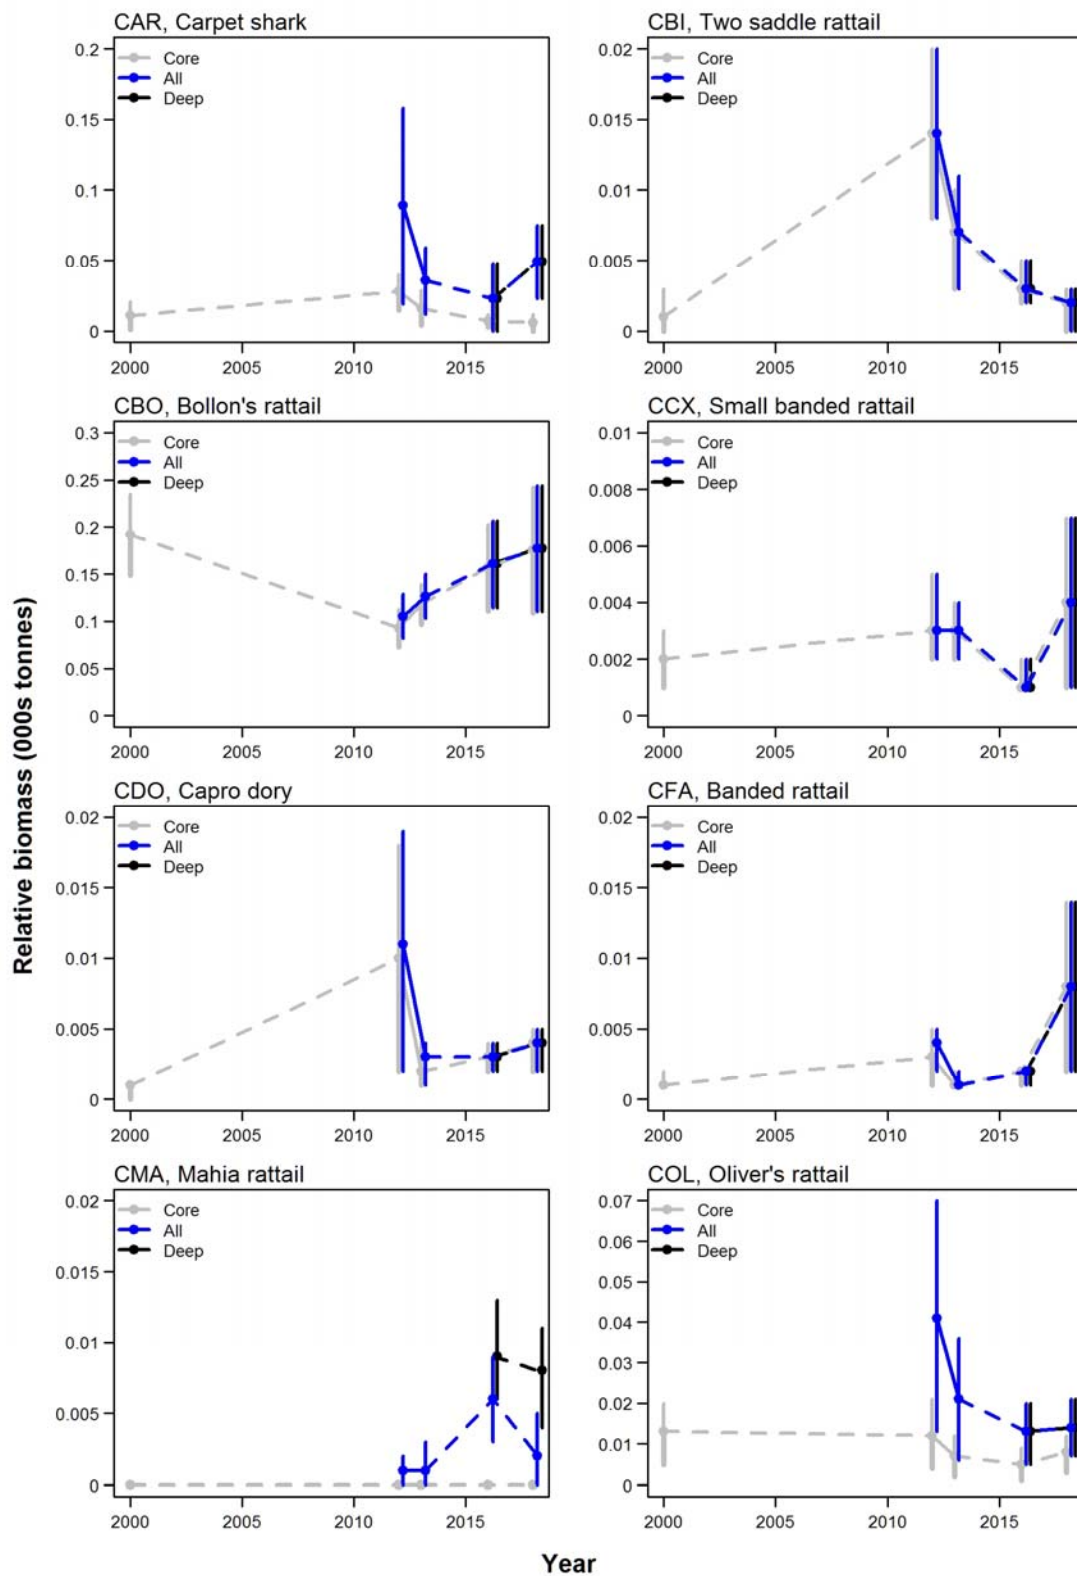 CAR, Carpet shark
0.2
0.15
0.1
0.05
0
Core
All
Deep
2000
2005
2010
2015
CBI, Two saddle rattail
0.02
0.015
0.01
0.005
0
Core
All
Deep
2000
2005
2010
2015
CBO, Bollon's rattail
0.3
0.25
0.2
0.15
0.1
0.05
0
Core
All
Deep
2000
2005
2010
2015
CCX, Small banded rattail
0.01
0.008
0.006
0.004
0.002
0
Core
All
Deep
2000
2005
2010
2015
CDO, Capro dory
0.02
0.015
0.01
0.005
0
Core
All
Deep
2000
2005
2010
2015
CFA, Banded rattail
0.02
0.015
0.01
0.005
0
Core
All
Deep
2000
2005
2010
2015
CMA, Mahia rattail
0.02
0.015
0.01
0.005
0
Core
All
Deep
2000
2005
2010
2015
COL, Oliver's rattail
0.07
0.06
0.05
0.04
0.03
0.02
0.01
0
Core
All
Deep
2000
2005
2010
2015
Relative biomass (000s tonnes)
Year